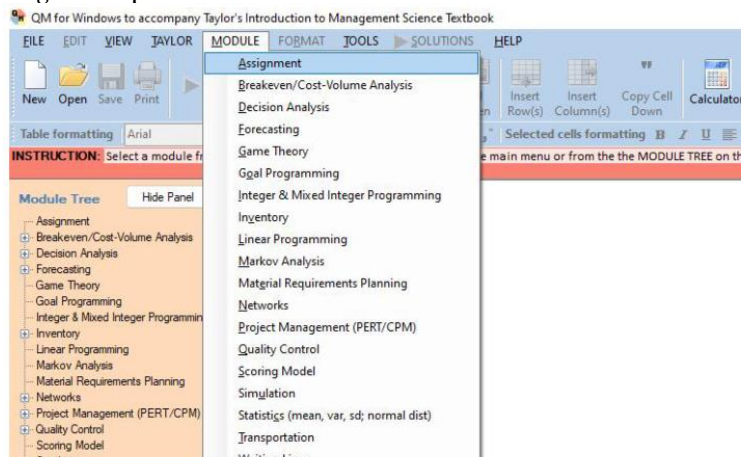 QM for Windows to accompany Taylor's Introduction to Management Science Textbook
FILE EDIT VIEW TAYLOR MODULE FORMAT TOOLS SOLUTIONS HELP
New Open Save Print Insert Row(s) Insert Column(s) Copy Cell Down Calculator
Table formatting Arial Selected cells formatting B I U
INSTRUCTION: Select a module fr e main menu or from the the MODULE TREE on th
Module Tree Hide Panel
Assignment
Breakeven/Cost-Volume Analysis
Decision Analysis
Forecasting
Game Theory
Goal Programming
Integer & Mixed Integer Programmin
Inventory
Linear Programming
Markov Analysis
Material Requirements Planning
Networks
Project Management (PERT/CPM)
Quality Control
Scoring Model
Assignment
Breakeven/Cost-Volume Analysis
Decision Analysis
Forecasting
Game Theory
Goal Programming
Integer & Mixed Integer Programming
Inventory
Linear Programming
Markov Analysis
Material Requirements Planning
Networks
Project Management (PERT/CPM)
Quality Control
Scoring Model
Simulation
Statistics (mean, var, sd; normal dist)
Transportation